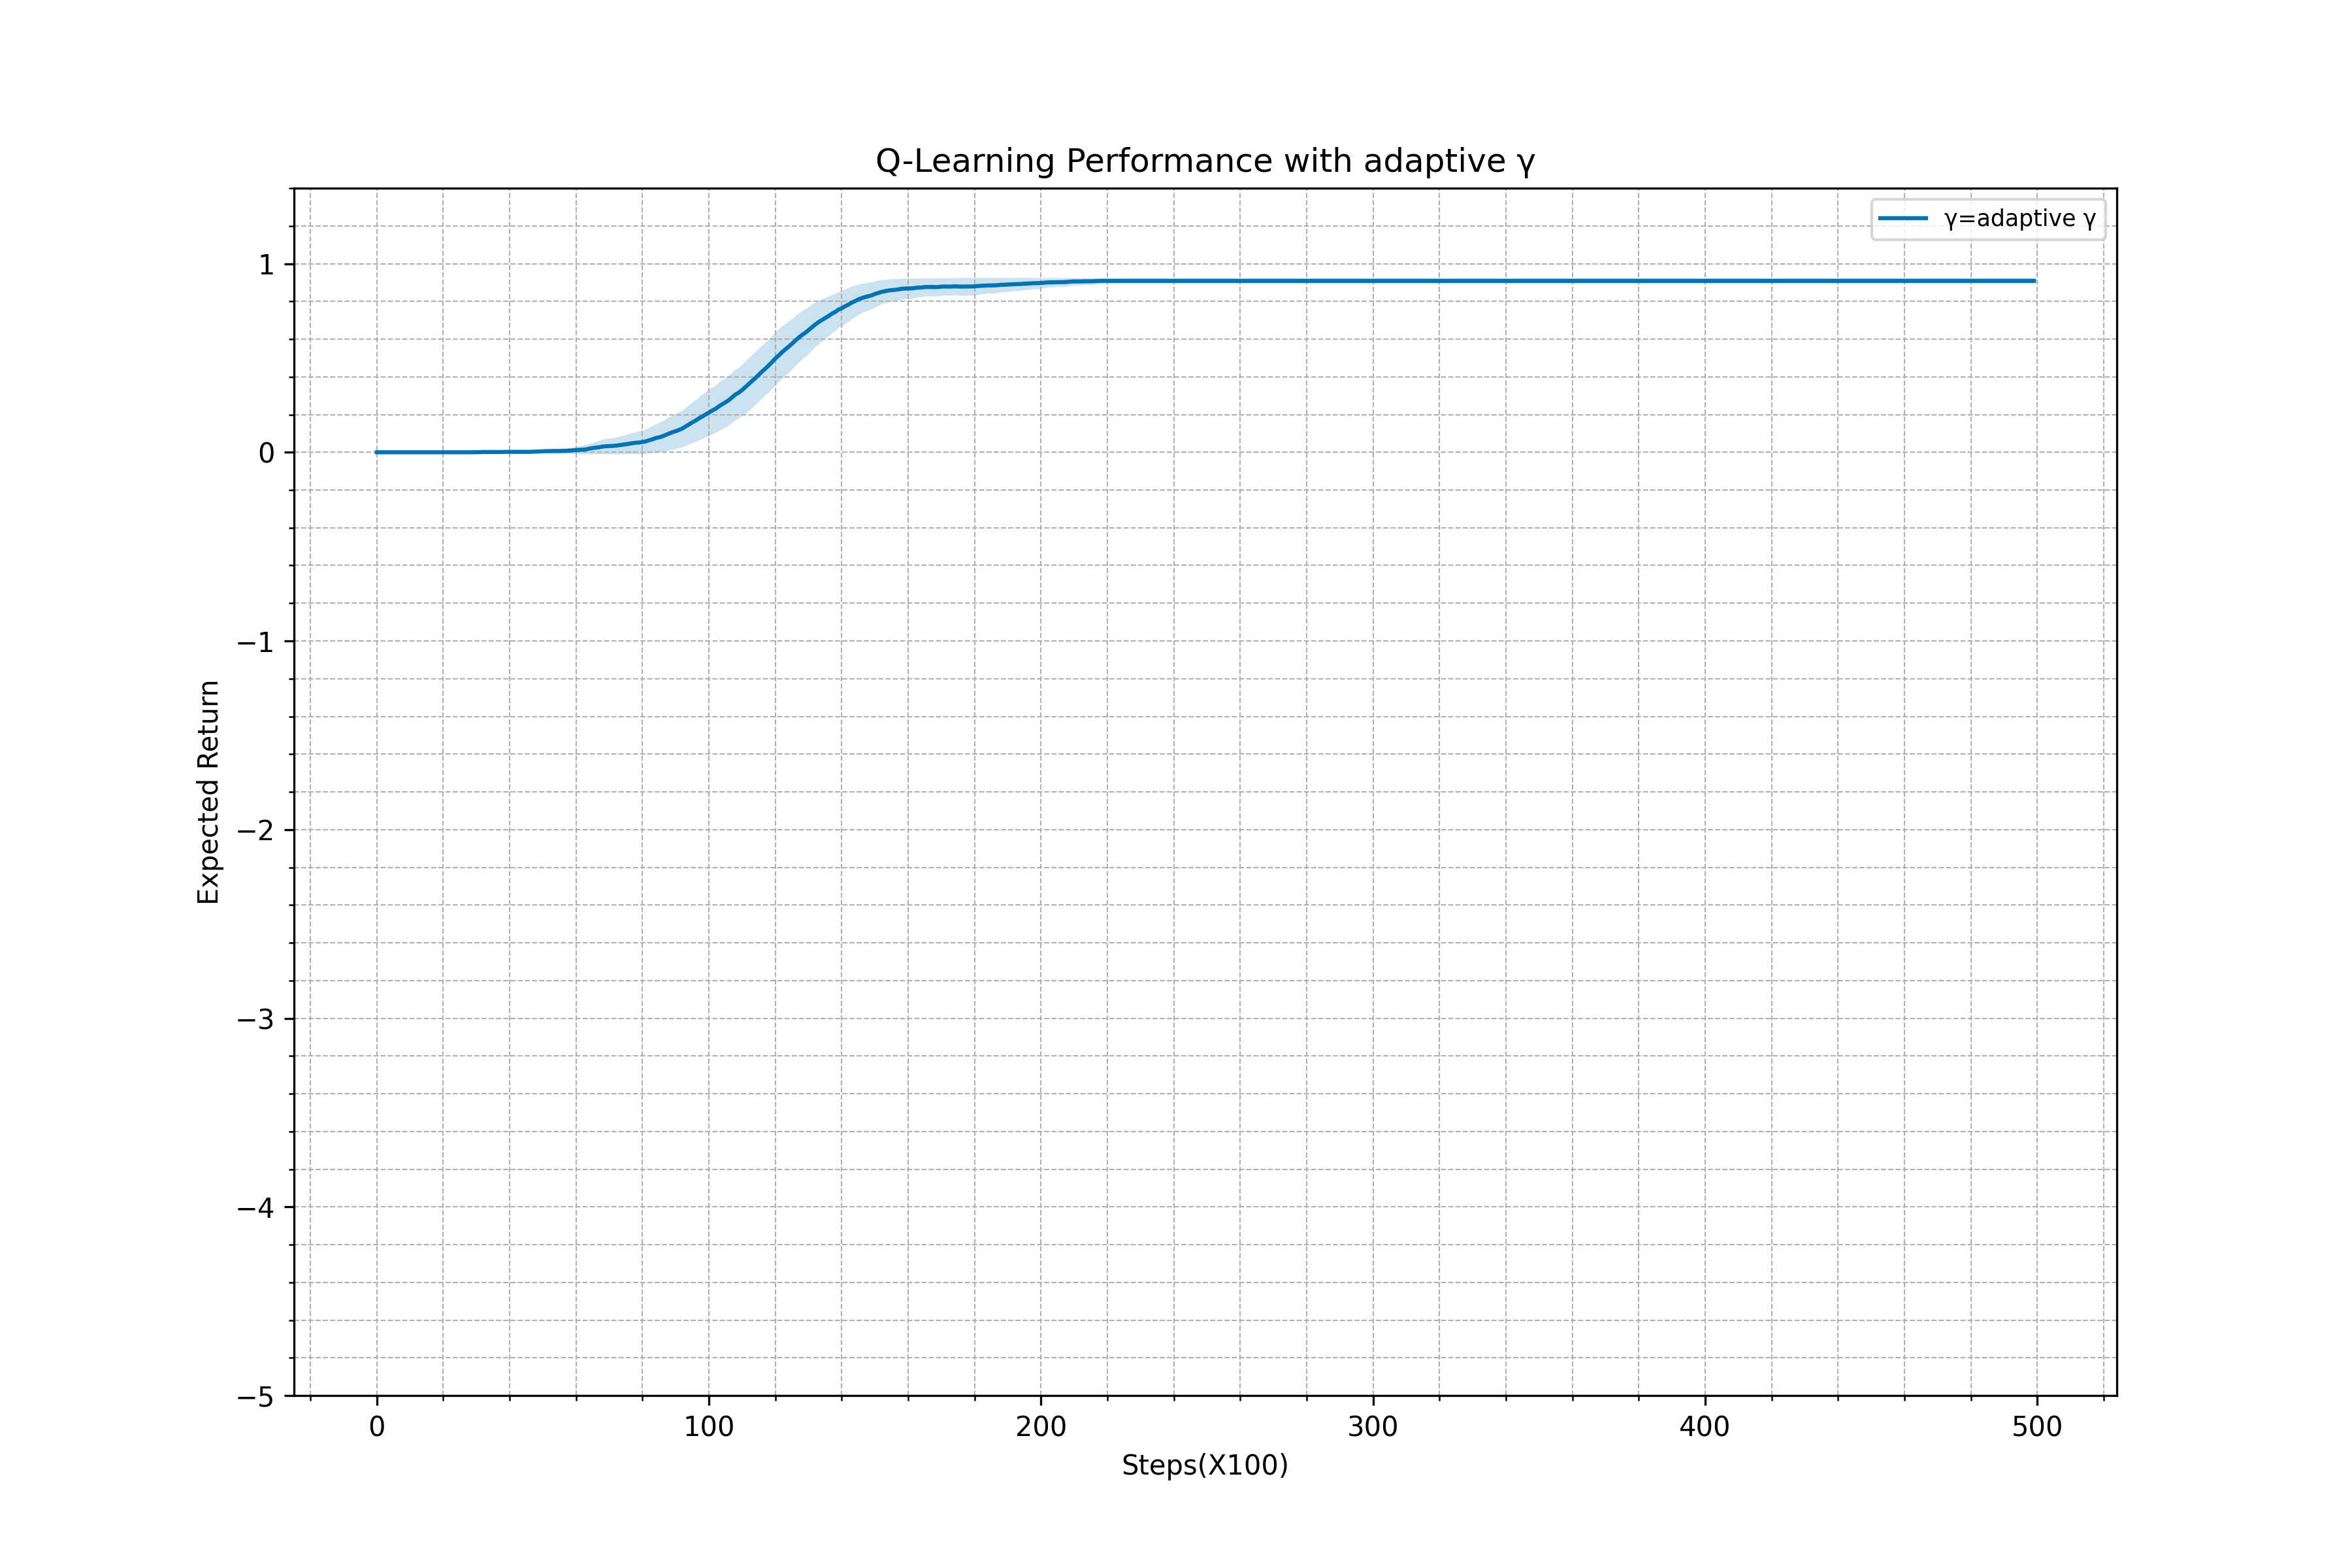 Q-Learning Performance with adaptive γ
γ=adaptive γ
1
0
−1
−2
−3
−4
−5
Expected Return
0 100 200 300 400 500
Steps(X100)